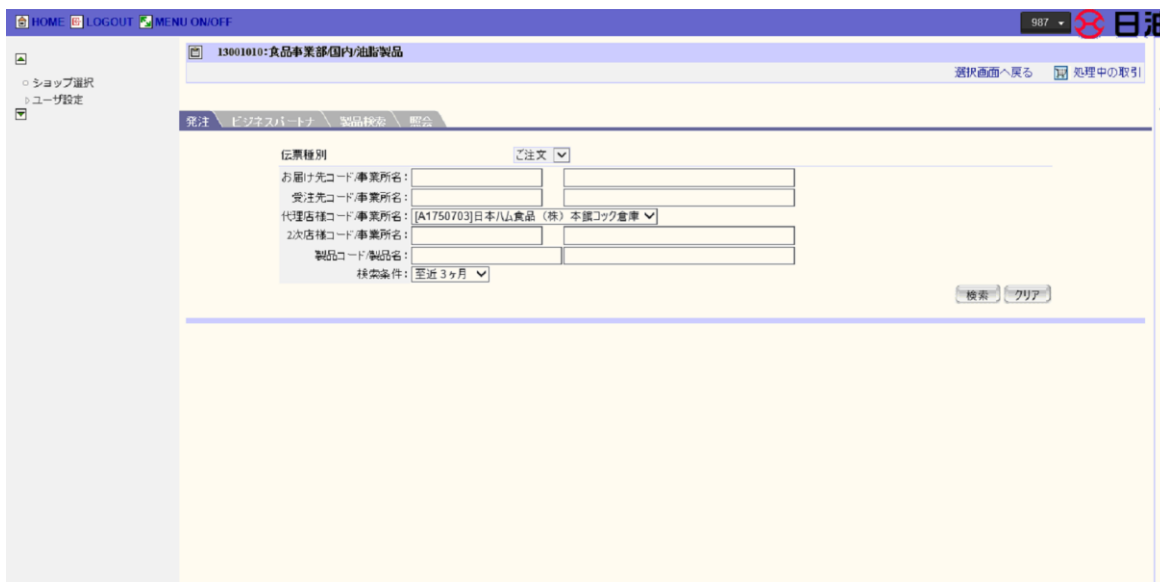 HOME LOGOUT MENU ON/OFF
987
日油
13001010:食品事業部/国内/油脂製品
選択画面へ戻る 処理中の取引
ショップ選択
ユーザ設定
発注 ビジネスパートナ 製品検索 照会
伝票種別 ご注文
お届け先コード/事業所名:
受注先コード/事業所名:
代理店様コード/事業所名: [A1750703]日本ハム食品(株) 本館コック倉庫
2次店様コード/事業所名:
製品コード/製品名:
検索条件: 至近3ヶ月
検索 クリア